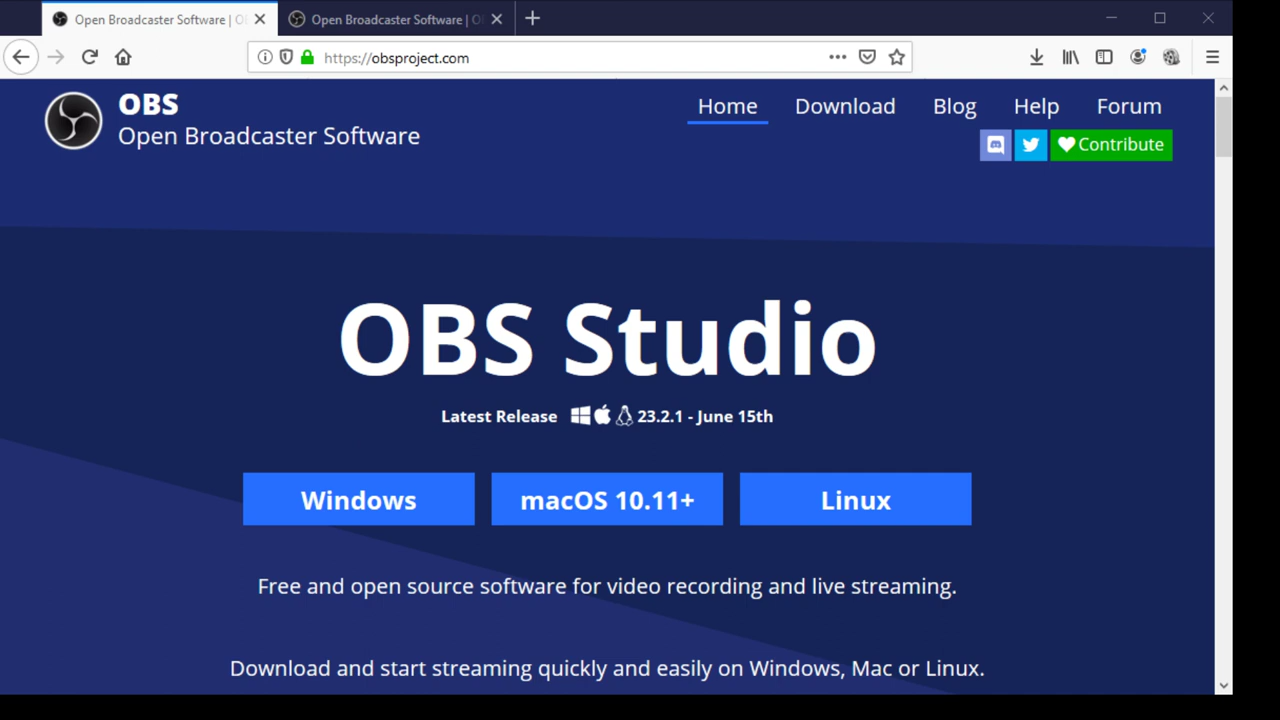 Open Broadcaster Software | O
Open Broadcaster Software | O
https://obsproject.com
OBS
Open Broadcaster Software
Home
Download
Blog
Help
Forum
Contribute
OBS Studio
Latest Release 23.2.1 - June 15th
Windows
macOS 10.11+
Linux
Free and open source software for video recording and live streaming.
Download and start streaming quickly and easily on Windows, Mac or Linux.